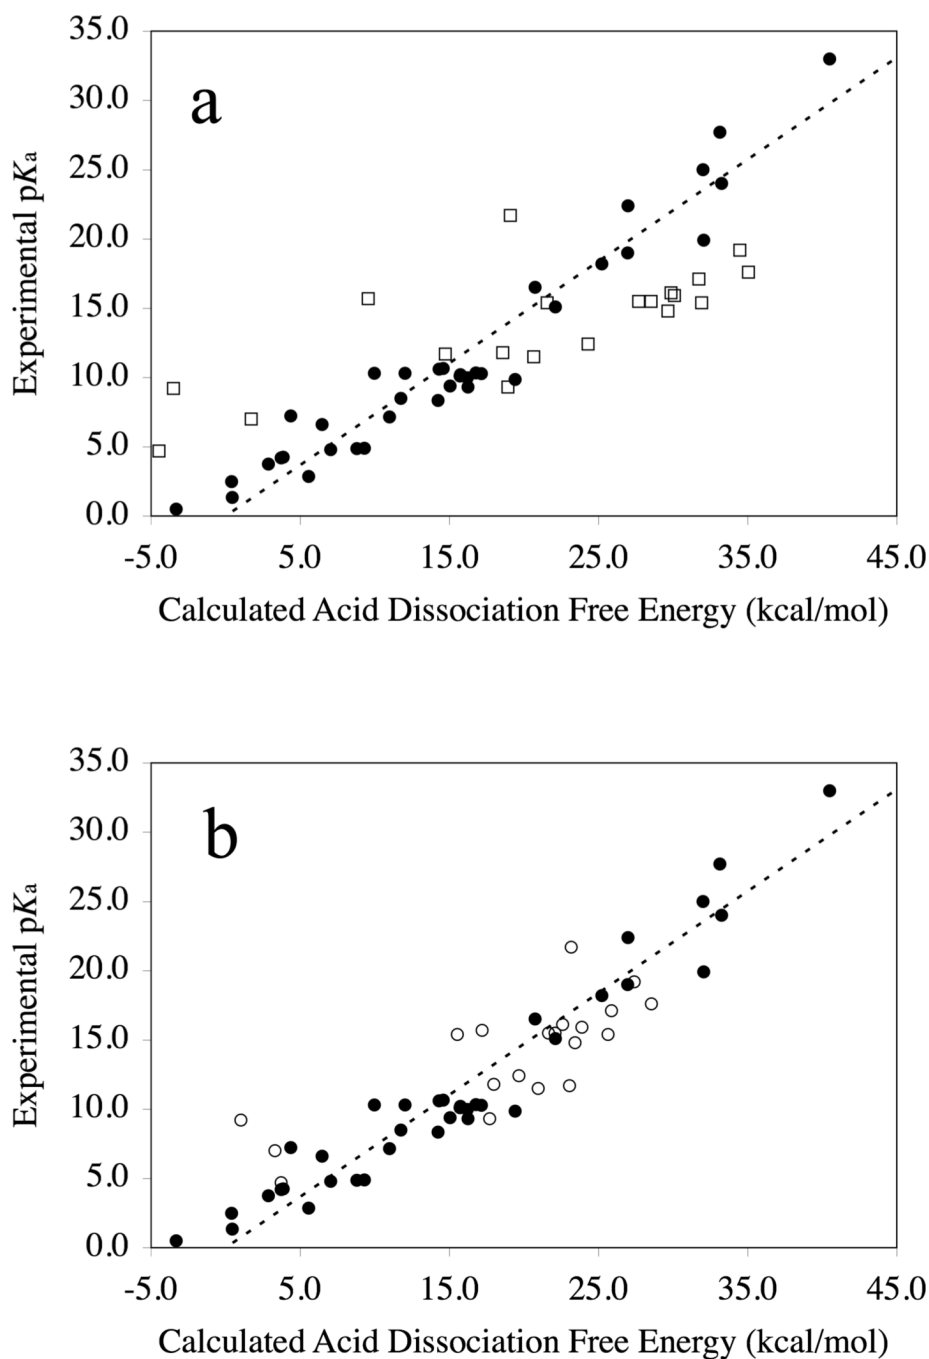 35.0
a
30.0
25.0
20.0
15.0
10.0
5.0
0.0
Experimental pKa
-5.0 5.0 15.0 25.0 35.0 45.0
Calculated Acid Dissociation Free Energy (kcal/mol)
35.0
b
30.0
25.0
20.0
15.0
10.0
5.0
0.0
Experimental pKa
-5.0 5.0 15.0 25.0 35.0 45.0
Calculated Acid Dissociation Free Energy (kcal/mol)